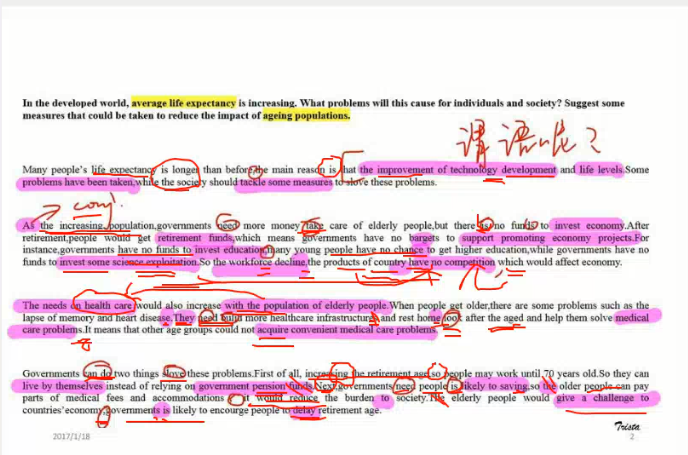 In the developed world, average life expectancy is increasing. What problems will this cause for individuals and society? Suggest some
measures that could be taken to reduce the impact of ageing populations.
谓语呢?
Many people's life expectancy is longer than before,the main reason is that the improvement of technology development and life levels.Some
problems have been taken,while the society should tackle some measures to slove these problems.
conj.
As the increasing population,governments need more money take care of elderly people,but there is no funds to invest economy.After
retirement,people would get retirement funds,which means governments have no bargets to support promoting economy projects.For
instance,governments have no funds to invest education,many young people have no chance to get higher education,while governments have no
funds to invest some science exploitation.So the workforce decline,the products of country have no competition which would affect economy.
The needs on health care would also increase with the population of elderly people.When people get older,there are some problems such as the
lapse of memory and heart disease.They need build more healthcare infrastructures and rest home look after the aged and help them solve medical
care problems.It means that other age groups could not acquire convenient medical care problems.
Governments can do two things slove these problems.First of all, increasing the retirement age,so people may work until 70 years old.So they can
live by themselves instead of relying on government pension funds.Next,governments need people is likely to saving,so the older people can pay
parts of medical fees and accommodations it would reduce the burden to society.The elderly people would give a challenge to
countries'economy,governments is likely to encourge people to delay retirement age.
Trista
2017/1/18
2